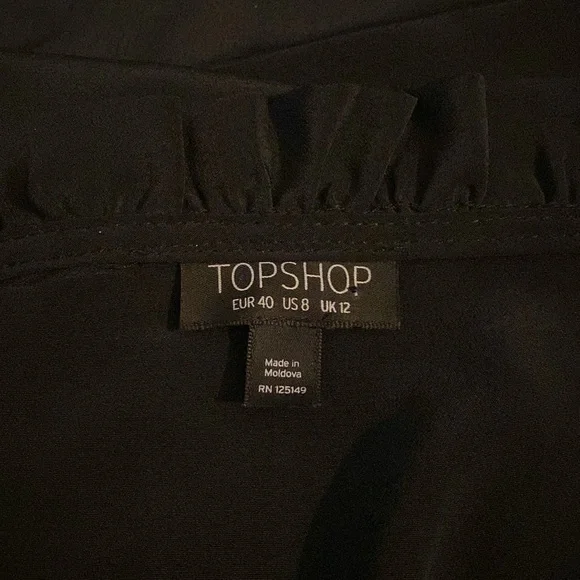 TOPSHOP
EUR 40 US 8 UK 12
Made in
Moldova
RN 125149